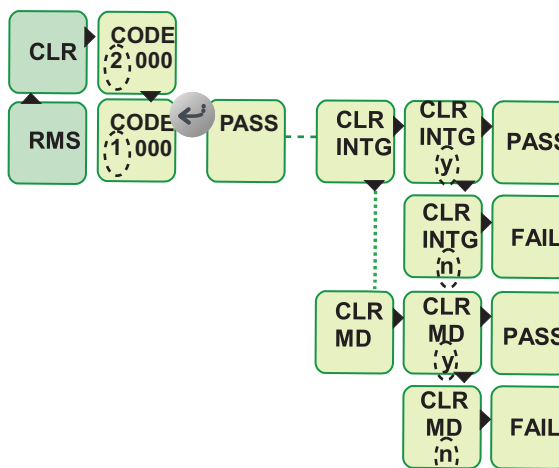 CLR
CODE
2 000
RMS
CODE
1 000
PASS
CLR
INTG
CLR
INTG
y
PASS
CLR
INTG
n
FAIL
CLR
MD
CLR
MD
y
PASS
CLR
MD
n
FAIL